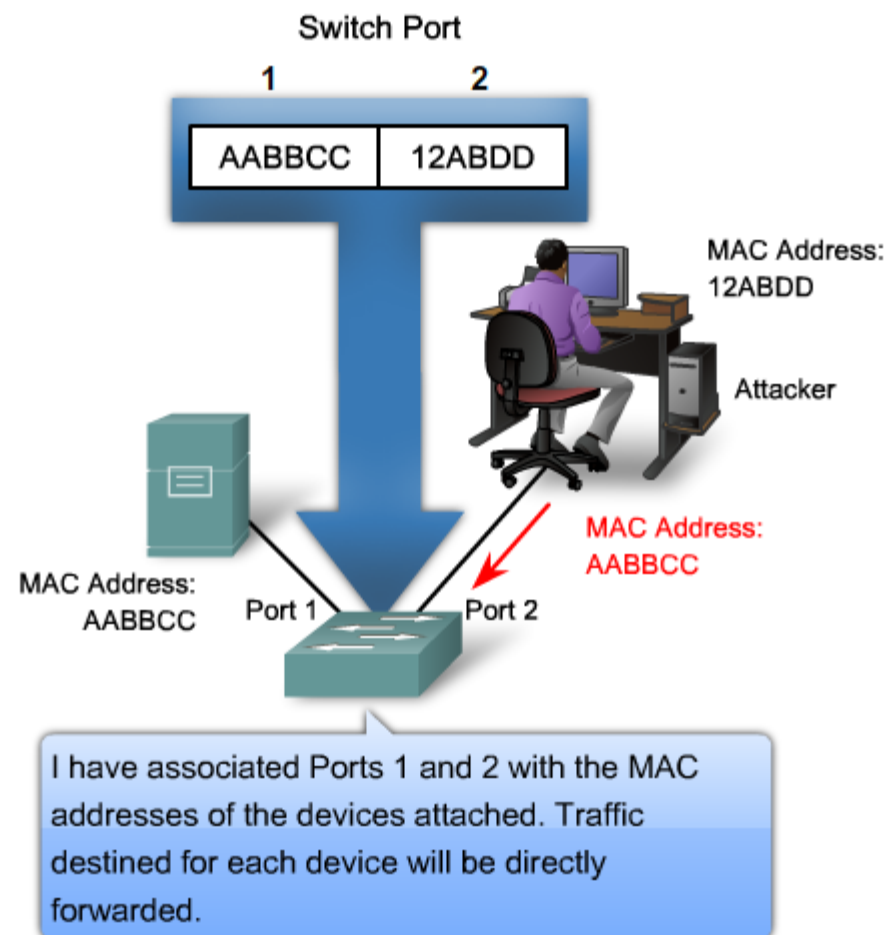 Switch Port
1 2
AABBCC 12ABDD
MAC Address:
12ABDD
Attacker
MAC Address:
AABBCC
MAC Address:
AABBCC
Port 1 Port 2
I have associated Ports 1 and 2 with the MAC
addresses of the devices attached. Traffic
destined for each device will be directly
forwarded.